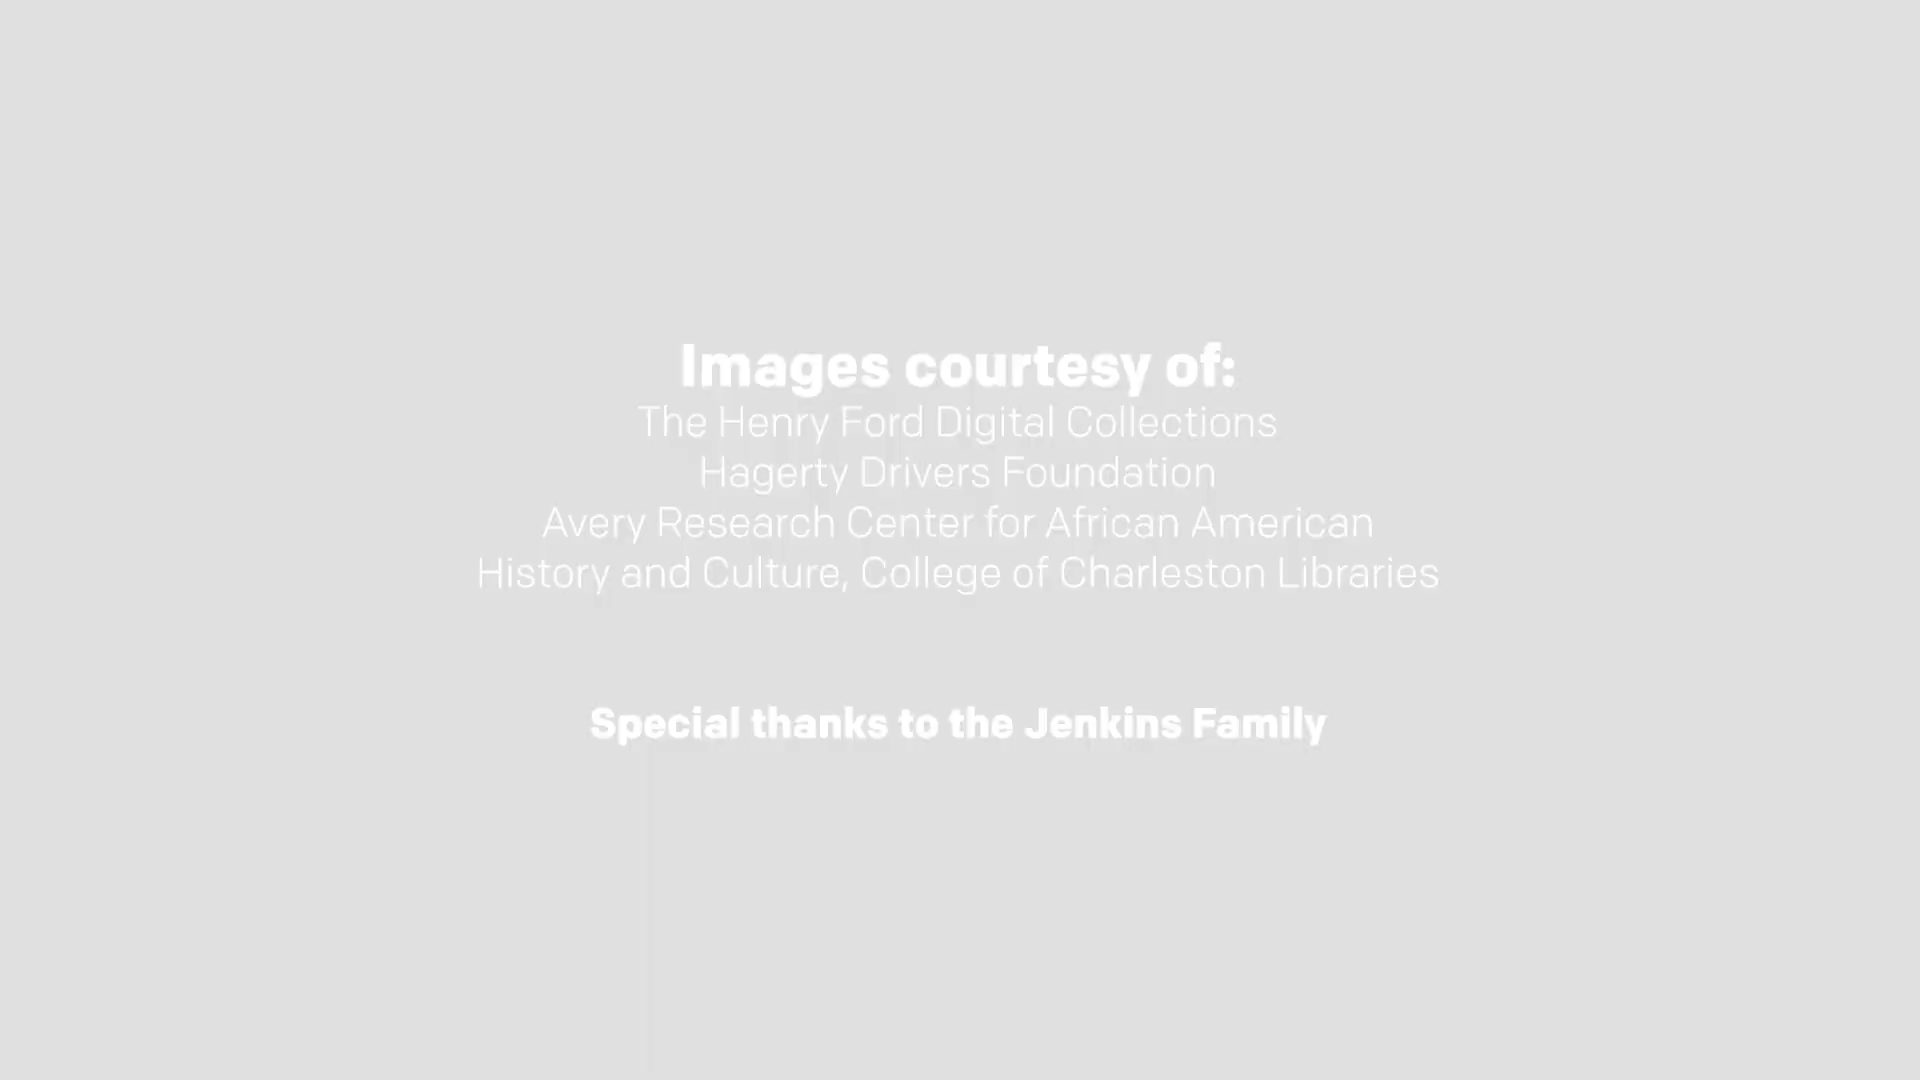 Images courtesy of:
The Henry Ford Digital Collections
Hagerty Drivers Foundation
Avery Research Center for African American
History and Culture, College of Charleston Libraries
Special thanks to the Jenkins Family